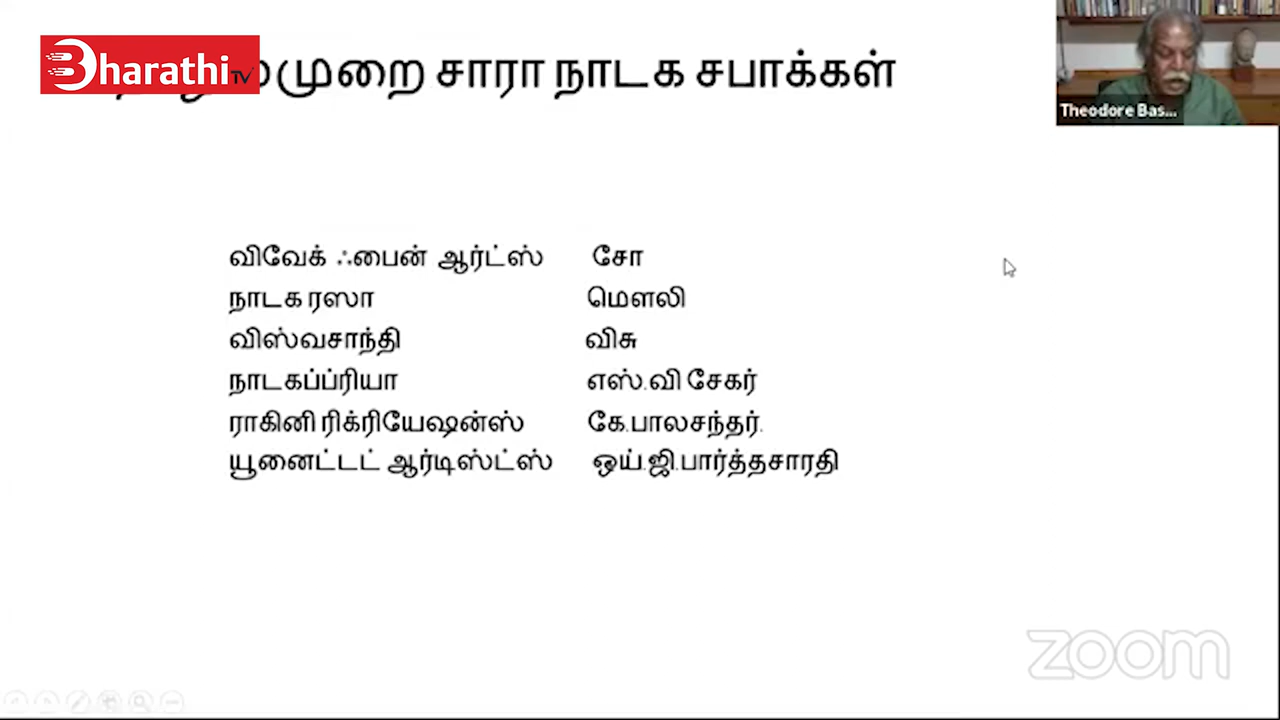 Bharathi TV
முறை சாரா நாடக சபாக்கள்
Theodore Bas...
விவேக் ஃபைன் ஆர்ட்ஸ் சோ
நாடக ரஸா மௌலி
விஸ்வசாந்தி விசு
நாடகப்ப்ரியா எஸ்.வி சேகர்
ராகினி ரிக்ரியேஷன்ஸ் கே.பாலசந்தர்.
யூனைட்டட் ஆர்டிஸ்ட்ஸ் ஒய்.ஜி.பார்த்தசாரதி
zoom